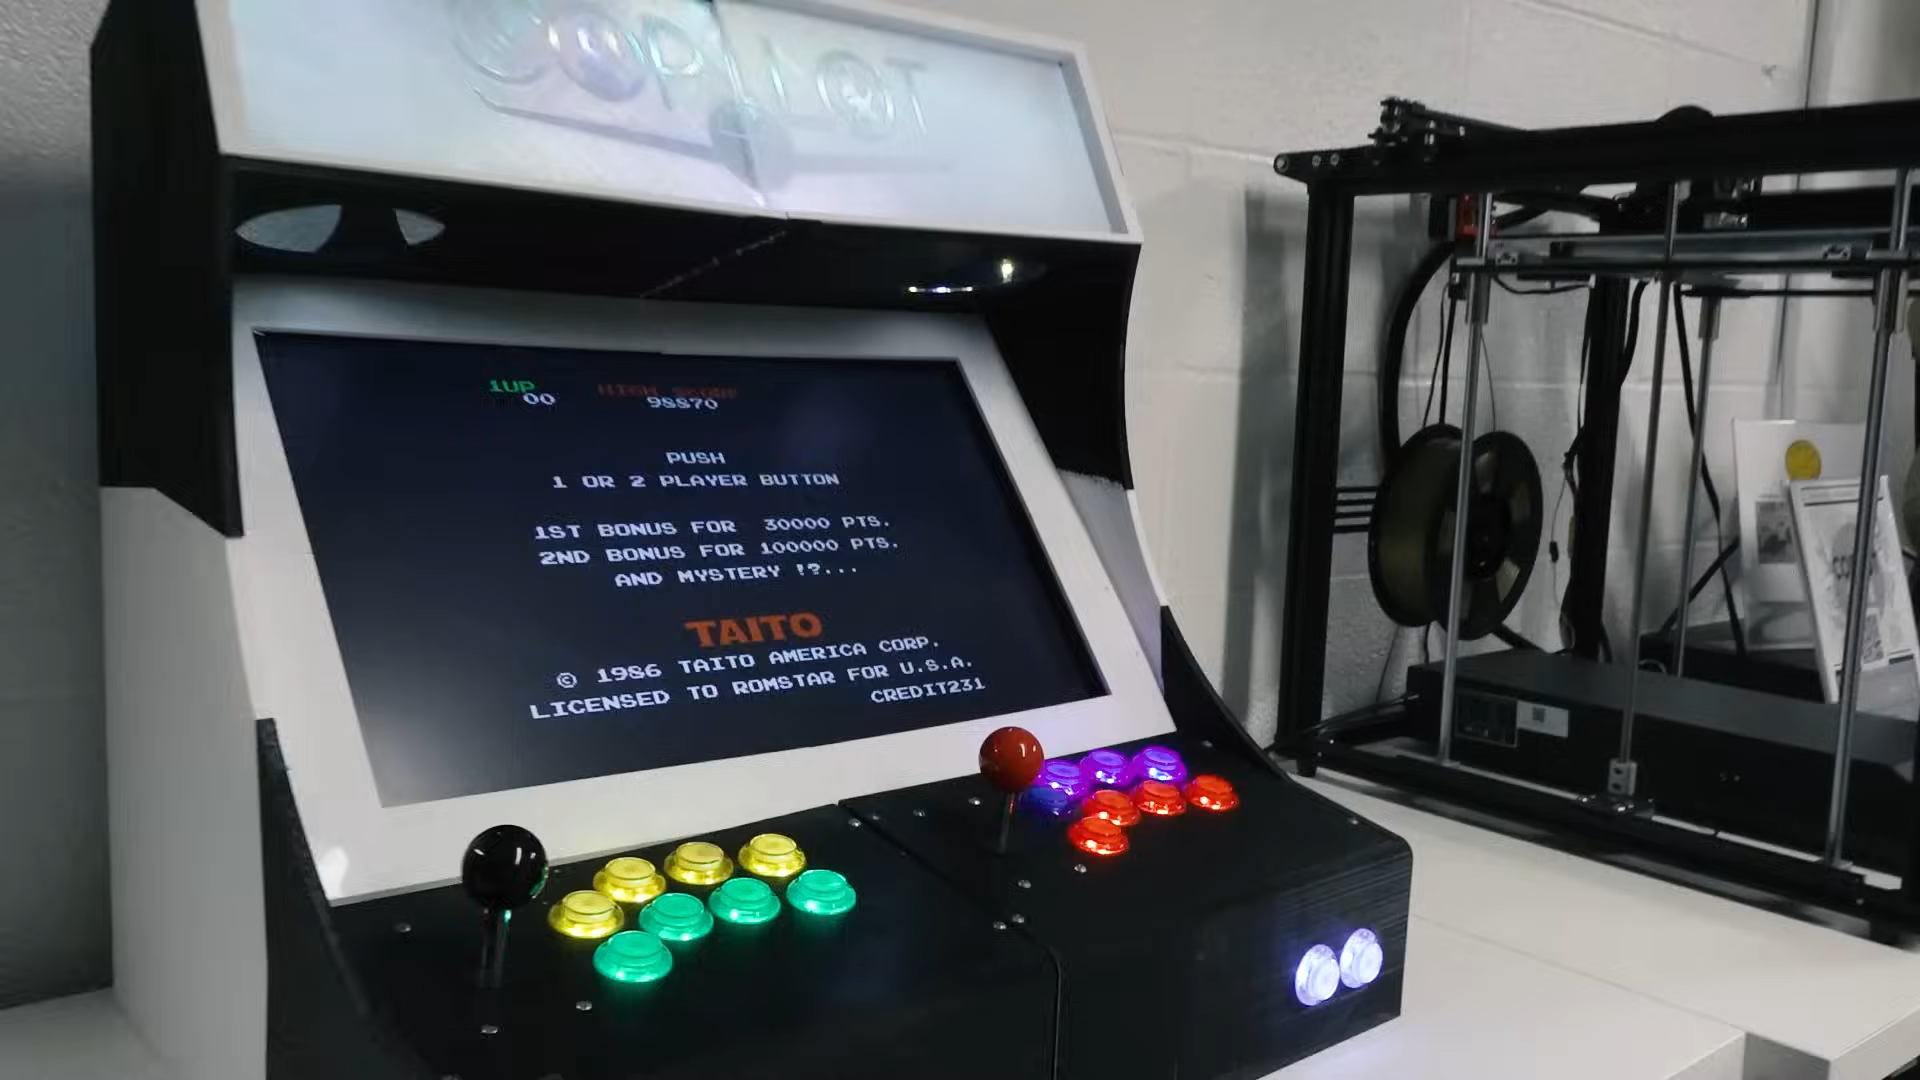 COPILOT
1UP
HIGH SCORE
00
98870
PUSH
1 OR 2 PLAYER BUTTON
1ST BONUS FOR 30000 PTS.
2ND BONUS FOR 100000 PTS.
AND MYSTERY !?...
TAITO
© 1986 TAITO AMERICA CORP.
LICENSED TO ROMSTAR FOR U.S.A.
CREDIT231